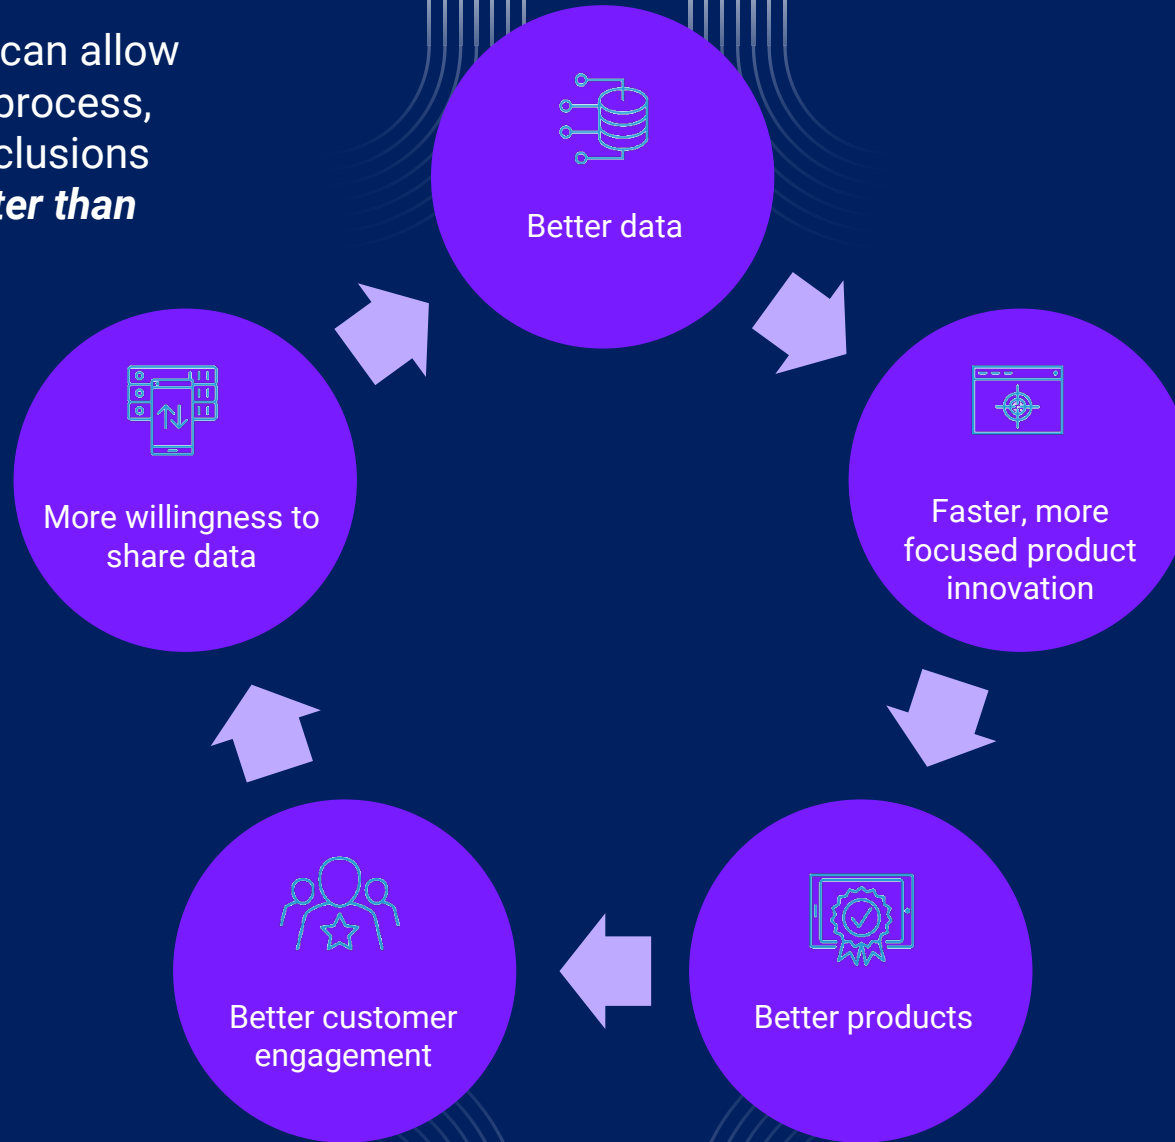 can allow
process,
clusions
ter than
Better data
More willingness to
share data
Faster, more
focused product
innovation
Better customer
engagement
Better products